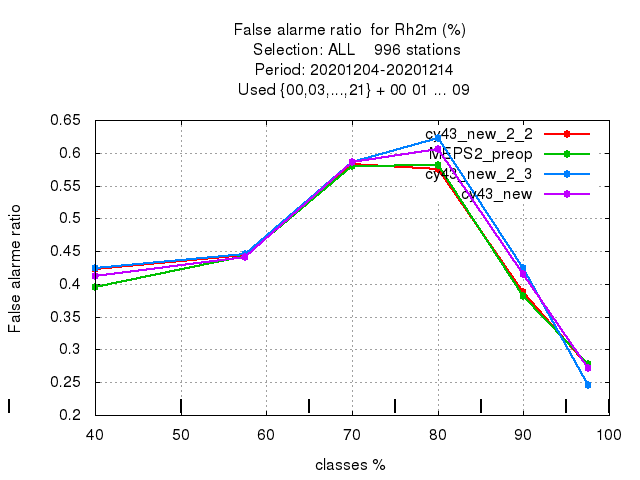 False alarme ratio  for Rh2m (%)
Selection: ALL    996 stations
Period: 20201204-20201214
Used {00,03,...,21} + 00 01 ... 09
0.65
0.6
0.55
0.5
0.45
0.4
0.35
0.3
0.25
0.2
False alarme ratio
cy43_new_2_2
MEPS2_preop
cy43_new_2_3
cy43_new
40
50
60
70
80
90
100
classes %